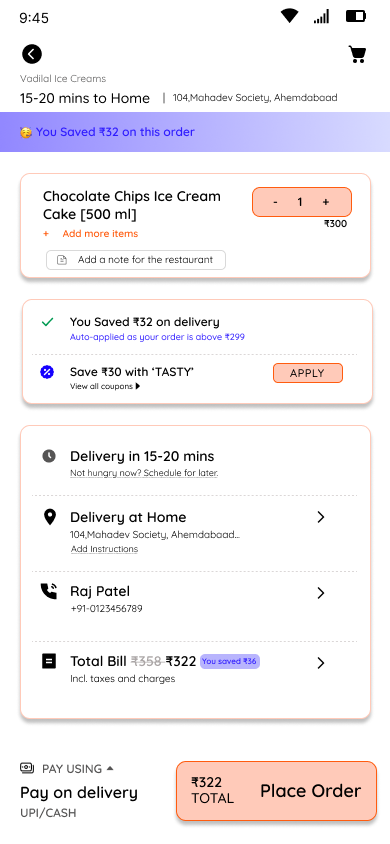 9:45
Vadilal Ice Creams
15-20 mins to Home | 104,Mahadev Society, Ahemdabaad
🥳 You Saved ₹32 on this order
Chocolate Chips Ice Cream
Cake [500 ml]
- 1 +
₹300
+ Add more items
Add a note for the restaurant
You Saved ₹32 on delivery
Auto-applied as your order is above ₹299
Save ₹30 with ‘TASTY’
APPLY
View all coupons
Delivery in 15-20 mins
Not hungry now? Schedule for later.
Delivery at Home
104,Mahadev Society, Ahemdabaad...
Add Instructions
Raj Patel
+91-0123456789
Total Bill ₹358 ₹322 You saved ₹36
Incl. taxes and charges
PAY USING
Pay on delivery
UPI/CASH
₹322
TOTAL
Place Order